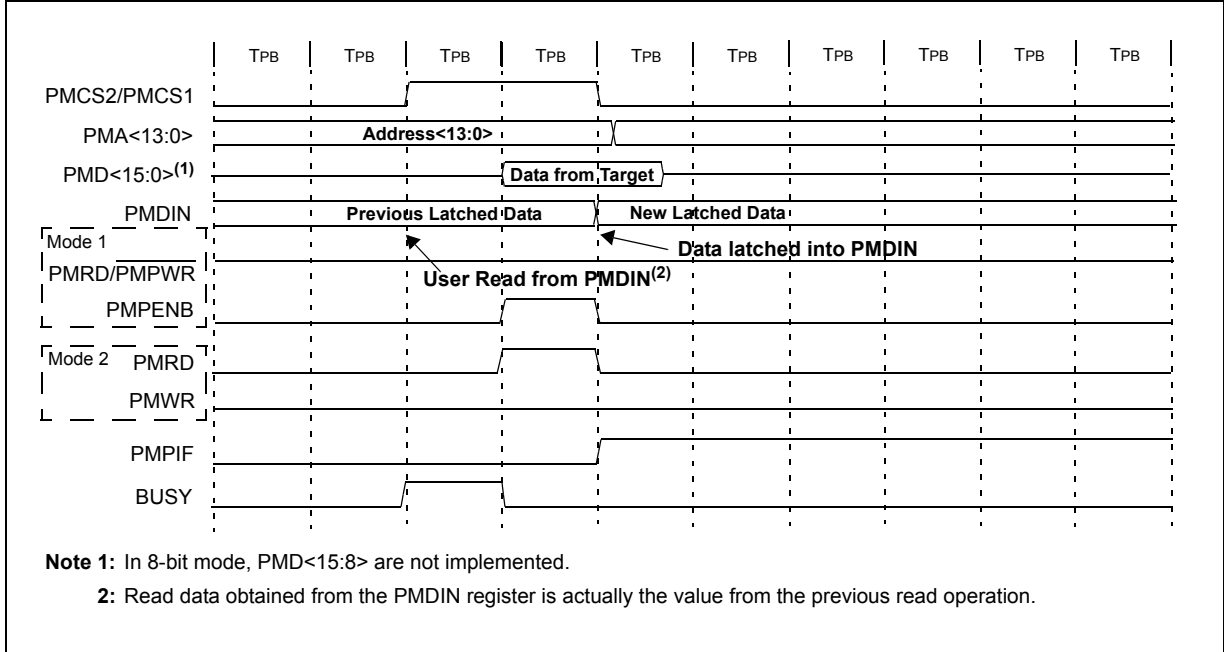 TPB TPB TPB TPB TPB TPB TPB TPB TPB TPB
PMCS2/PMCS1
PMA<13:0> Address<13:0>
PMD<15:0>(1) Data from Target
PMDIN Previous Latched Data New Latched Data
Mode 1
Data latched into PMDIN
PMRD/PMPWR
User Read from PMDIN(2)
PMPENB
Mode 2 PMRD
PMWR
PMPIF
BUSY
Note 1: In 8-bit mode, PMD<15:8> are not implemented.
2: Read data obtained from the PMDIN register is actually the value from the previous read operation.